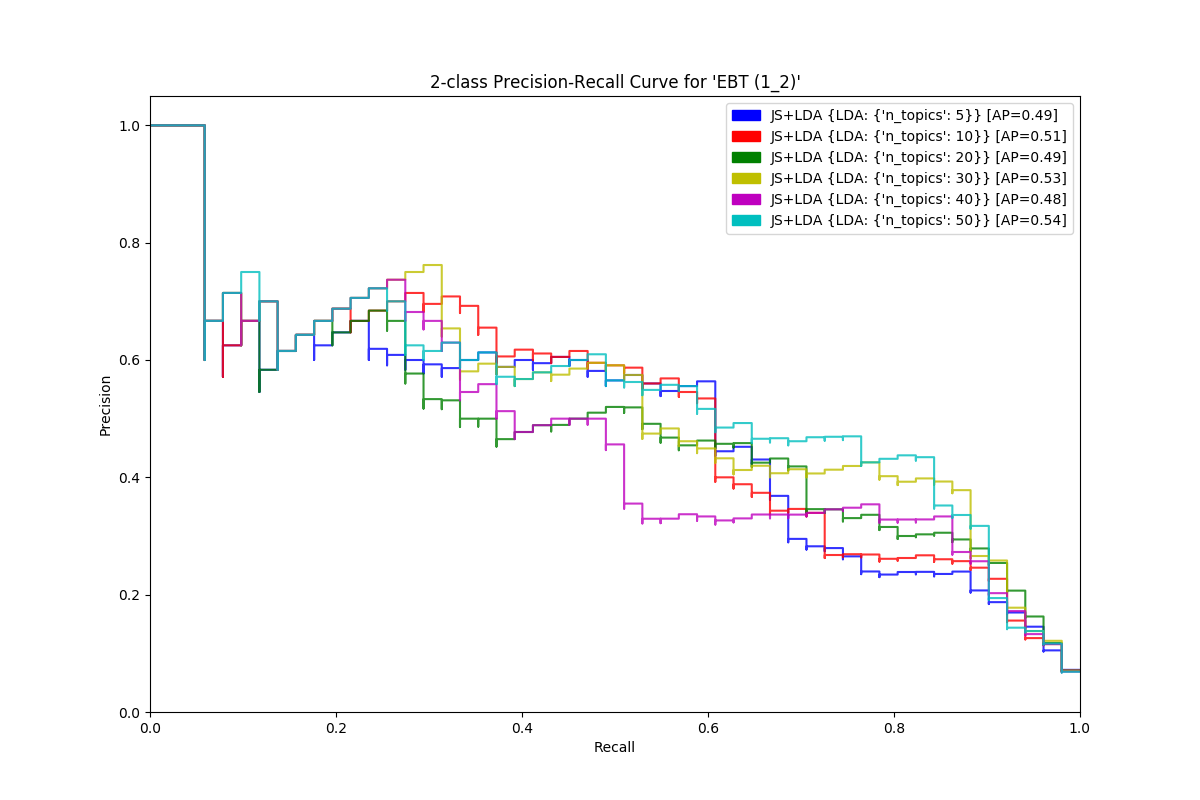 2-class Precision-Recall Curve for 'EBT (1_2)'
JS+LDA {LDA: {'n_topics': 5}} [AP=0.49]
JS+LDA {LDA: {'n_topics': 10}} [AP=0.51]
JS+LDA {LDA: {'n_topics': 20}} [AP=0.49]
JS+LDA {LDA: {'n_topics': 30}} [AP=0.53]
JS+LDA {LDA: {'n_topics': 40}} [AP=0.48]
JS+LDA {LDA: {'n_topics': 50}} [AP=0.54]
1.0
0.8
0.6
0.4
0.2
0.0
Precision
0.0 0.2 0.4 0.6 0.8 1.0
Recall